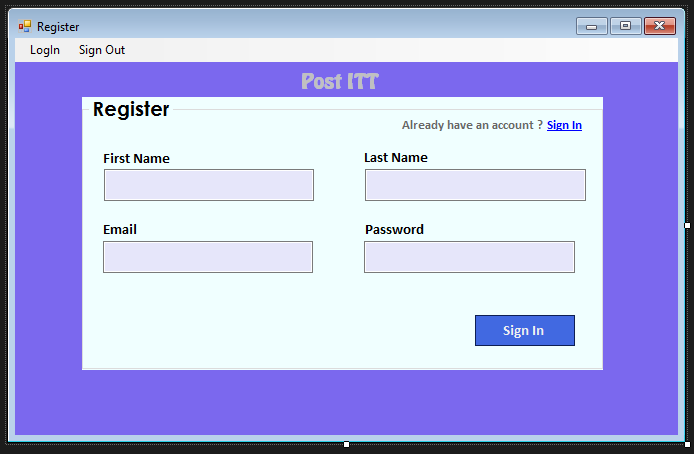 Register
LogIn Sign Out
Post ITT
Register
Already have an account ? Sign In
First Name Last Name
Email Password
Sign In